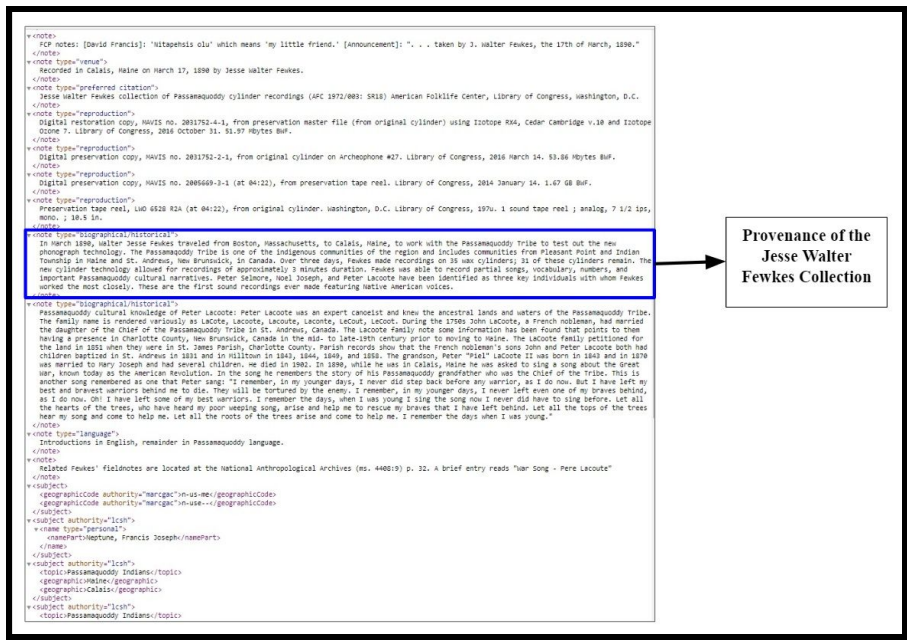 ▼<note>
FCP notes: [David Francis]: 'Nitapehsis olu' which means 'my little friend.' [Announcement]: ". . . taken by J. Walter Fewkes, the 17th of March, 1890."
</note>
▼<note type="venue">
Recorded in Calais, Maine on March 17, 1890 by Jesse Walter Fewkes.
</note>
▼<note type="preferred citation">
Jesse Walter Fewkes collection of Passamaquoddy cylinder recordings (AFC 1972/003: SR18) American Folklife Center, Library of Congress, Washington, D.C.
</note>
▼<note type="reproduction">
Digital restoration copy, MAVIS no. 2031752-4-1, from preservation master file (from original cylinder) using Izotope RX4, Cedar Cambridge v.10 and Izotope
Ozone 7. Library of Congress, 2016 October 31. 51.97 Mbytes BWF.
</note>
▼<note type="reproduction">
Digital preservation copy, MAVIS no. 2031752-2-1, from original cylinder on Archeophone #27. Library of Congress, 2016 March 14. 53.86 Mbytes BWF.
</note>
▼<note type="reproduction">
Digital preservation copy, MAVIS no. 2005669-3-1 (at 04:22), from preservation tape reel. Library of Congress, 2014 January 14. 1.67 GB BWF.
</note>
▼<note type="reproduction">
Preservation tape reel, LWO 6528 R2A (at 04:22), from original cylinder. Washington, D.C. Library of Congress, 197u. 1 sound tape reel ; analog, 7 1/2 ips,
mono. ; 10.5 in.
</note>
▼<note type="biographical/historical">
In March 1890, Walter Jesse Fewkes traveled from Boston, Massachusetts, to Calais, Maine, to work with the Passamaquoddy Tribe to test out the new
phonograph technology. The Passamaqoddy Tribe is one of the indigenous communities of the region and includes communities from Pleasant Point and Indian
Township in Maine and St. Andrews, New Brunswick, in Canada. Over three days, Fewkes made recordings on 35 wax cylinders; 31 of these cylinders remain. The
new cylinder technology allowed for recordings of approximately 3 minutes duration. Fewkes was able to record partial songs, vocabulary, numbers, and
important Passamaquoddy cultural narratives. Peter Selmore, Noel Joseph, and Peter Lacoote have been identified as three key individuals with whom Fewkes
worked the most closely. These are the first sound recordings ever made featuring Native American voices.
</note>
▼<note type="biographical/historical">
Passamaquoddy cultural knowledge of Peter Lacoote: Peter Lacoote was an expert canoeist and knew the ancestral lands and waters of the Passamaquoddy Tribe.
The family name is rendered variously as LaCote, Lacoote, Lacoute, Laconte, LeCout, LeCoot. During the 1750s John LaCoote, a French nobleman, had married
the daughter of the Chief of the Passamaquoddy Tribe in St. Andrews, Canada. The Lacoote family note some information has been found that points to them
having a presence in Charlotte County, New Brunswick, Canada in the mid- to late-19th century prior to moving to Maine. The LaCoote family petitioned for
the land in 1851 when they were in St. James Parish, Charlotte County. Parish records show that the French nobleman's sons John and Peter Lacoote both had
children baptized in St. Andrews in 1831 and in Milltown in 1843, 1844, 1849, and 1858. The grandson, Peter "Piel" LaCoote II was born in 1843 and in 1870
was married to Mary Joseph and had several children. He died in 1902. In 1890, while he was in Calais, Maine he was asked to sing a song about the Great
War, known today as the American Revolution. In the song he remembers the story of his Passamaquoddy grandfather who was the Chief of the Tribe. This is
another song remembered as one that Peter sang: "I remember, in my younger days, I never did step back before any warrior, as I do now. But I have left my
best and bravest warriors behind me to die. They will be tortured by the enemy. I remember, in my younger days, I never left even one of my braves behind,
as I do now. Oh! I have left some of my best warriors. I remember the days, when I was young I sing the song now I never did have to sing before. Let all
the hearts of the trees, who have heard my poor weeping song, arise and help me to rescue my braves that I have left behind. Let all the tops of the trees
hear my song and come to help me. Let all the roots of the trees arise and come to help me. I remember the days when I was young."
</note>
▼<note type="language">
Introductions in English, remainder in Passamaquoddy language.
</note>
▼<note>
Related Fewkes' fieldnotes are located at the National Anthropological Archives (ms. 4408:9) p. 32. A brief entry reads "War Song - Pere Lacoute"
</note>
▼<subject>
<geographicCode authority="marcgac">n-us-me</geographicCode>
<geographicCode authority="marcgac">n-use--</geographicCode>
</subject>
▼<subject authority="lcsh">
▼<name type="personal">
<namePart>Neptune, Francis Joseph</namePart>
</name>
</subject>
▼<subject authority="lcsh">
<topic>Passamaquoddy Indians</topic>
<geographic>Maine</geographic>
<geographic>Calais</geographic>
</subject>
▼<subject authority="lcsh">
<topic>Passamaquoddy Indians</topic>
Provenance of the
Jesse Walter
Fewkes Collection